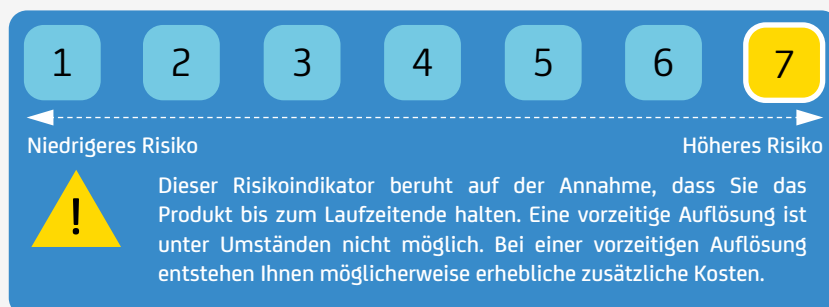 1 2 3 4 5 6 7
Niedrigeres Risiko Höheres Risiko
!
Dieser Risikoindikator beruht auf der Annahme, dass Sie das
Produkt bis zum Laufzeitende halten. Eine vorzeitige Auflösung ist
unter Umständen nicht möglich. Bei einer vorzeitigen Auflösung
entstehen Ihnen möglicherweise erhebliche zusätzliche Kosten.